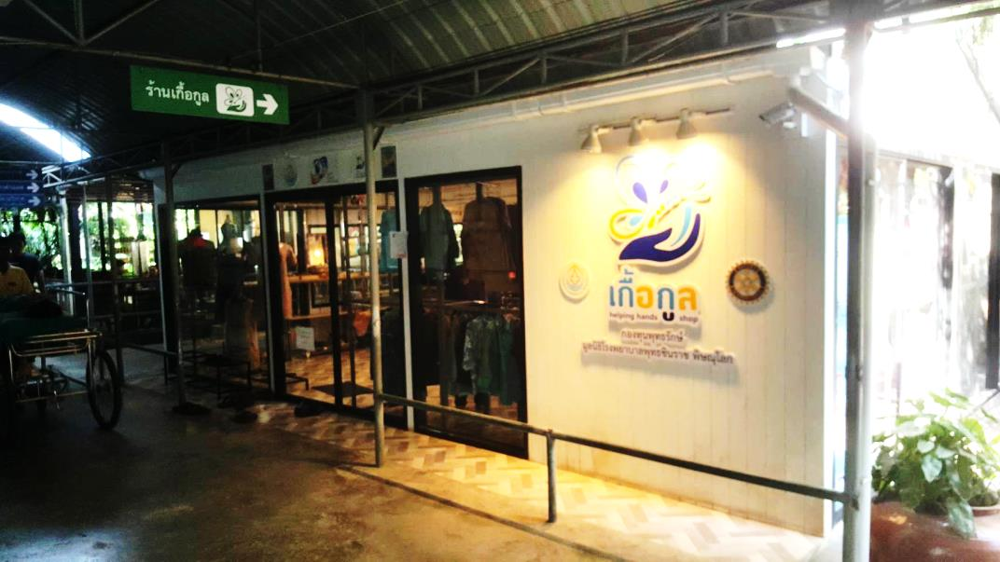 ร้านเกื้อกูล
เกื้อกูล
helping hands shop
กองทุนพุทธรักษ์
มูลนิธิโรงพยาบาลพุทธชินราช พิษณุโลก